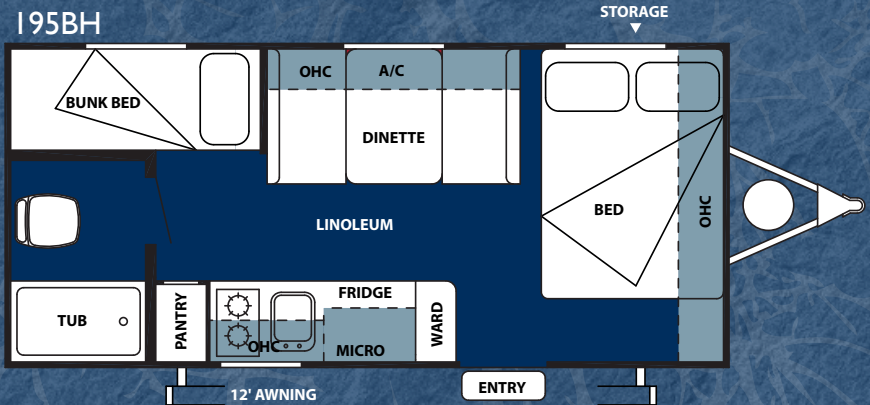 195BH
STORAGE
OHC
A/C
BUNK BED
DINETTE
BED
OHC
LINOLEUM
TUB
PANTRY
FRIDGE
WARD
OHC
MICRO
12' AWNING
ENTRY